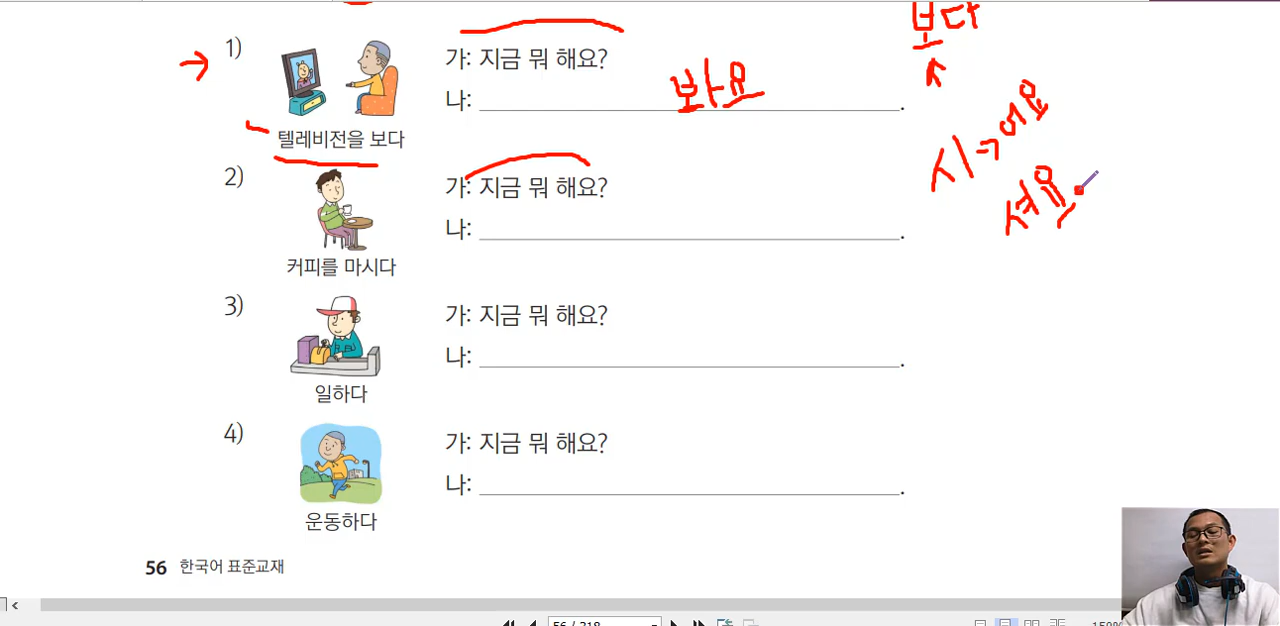 보다
1)
가: 지금 뭐 해요?
나: 봐요.
텔레비전을 보다
시→어요
셔요
2)
가: 지금 뭐 해요?
나:
커피를 마시다
3)
가: 지금 뭐 해요?
나:
일하다
4)
가: 지금 뭐 해요?
나:
운동하다
56 한국어 표준교재
56 / 218
150%